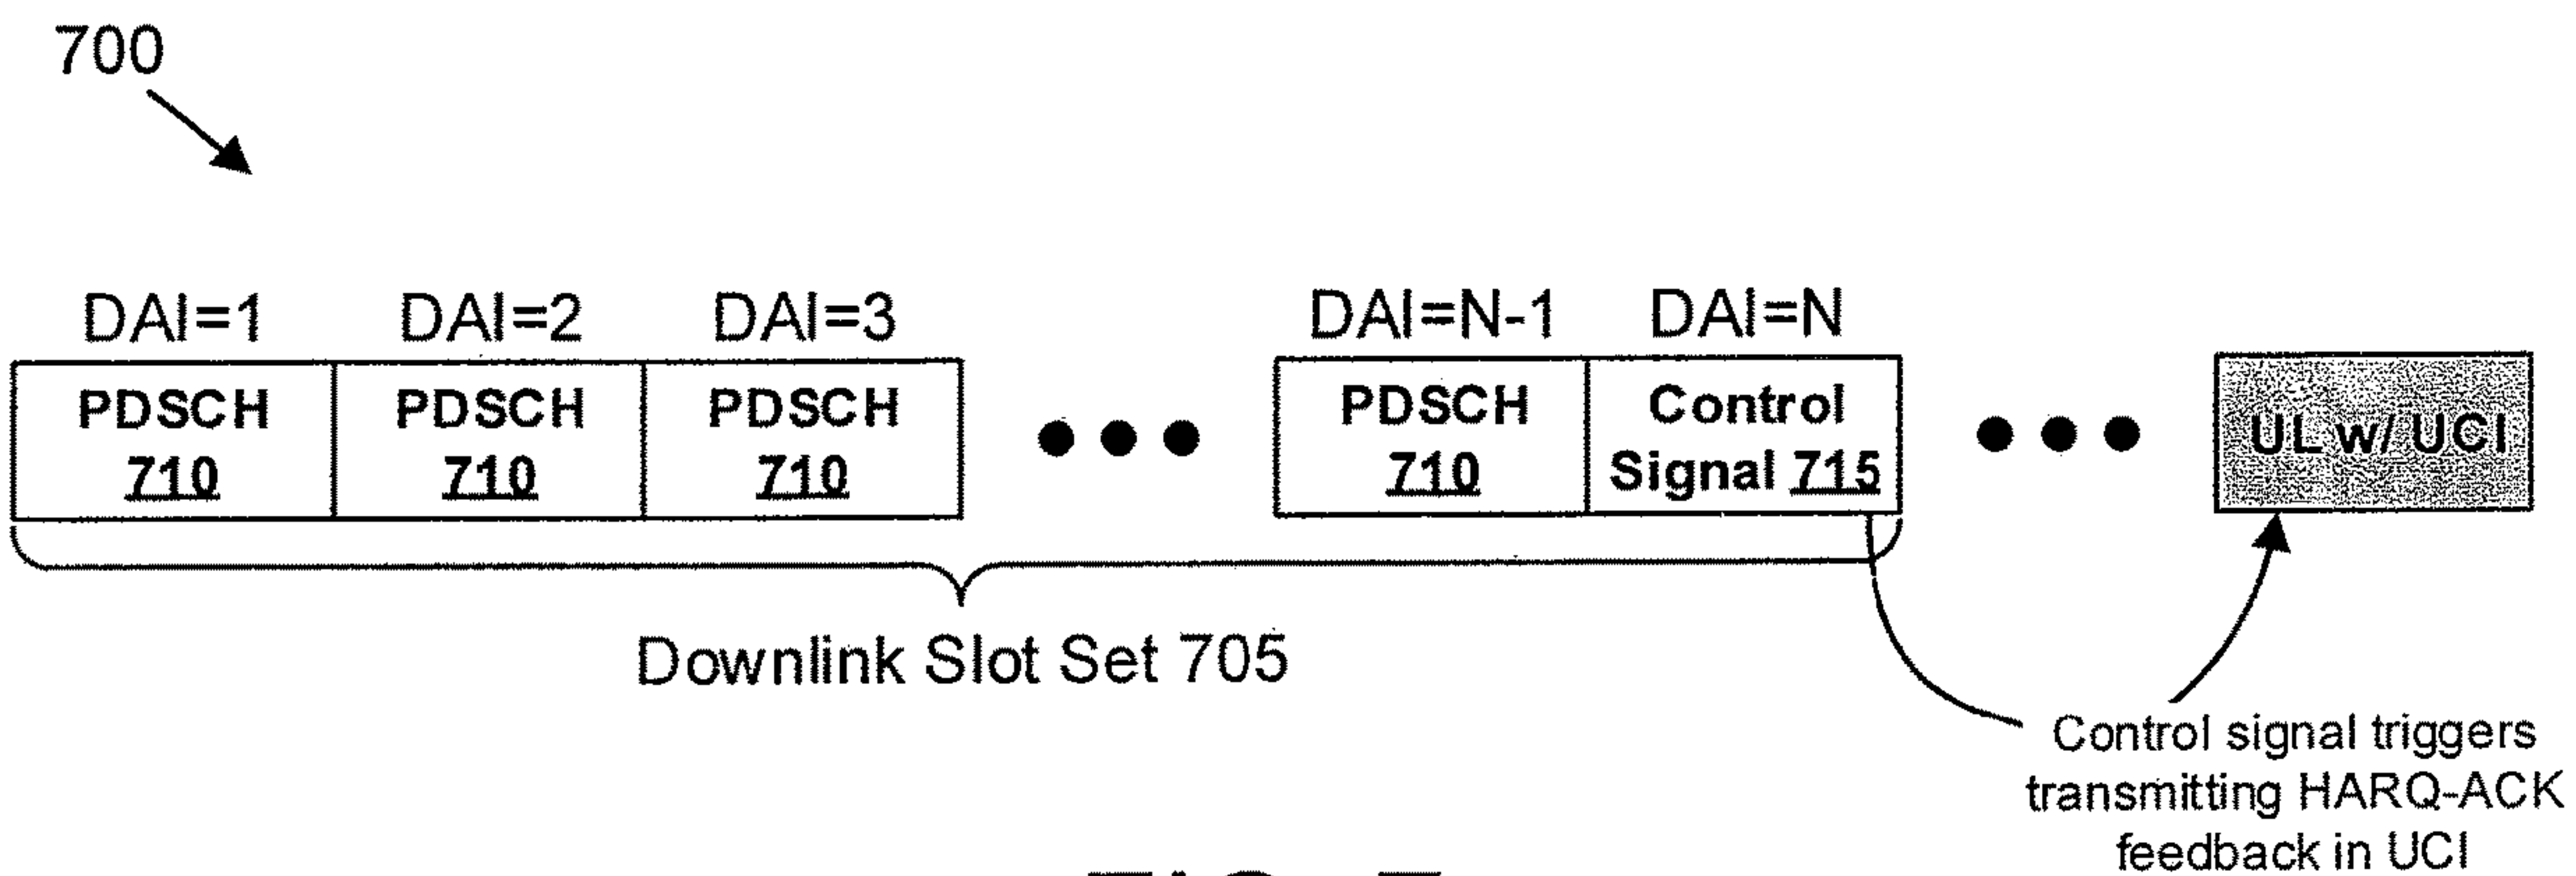 700
DAI=1 DAI=2 DAI=3 DAI=N-1 DAI=N
PDSCH PDSCH PDSCH PDSCH Control
710 710 710 710 Signal 715
UL w/ UCI
Downlink Slot Set 705
Control signal triggers
transmitting HARQ-ACK
feedback in UCI